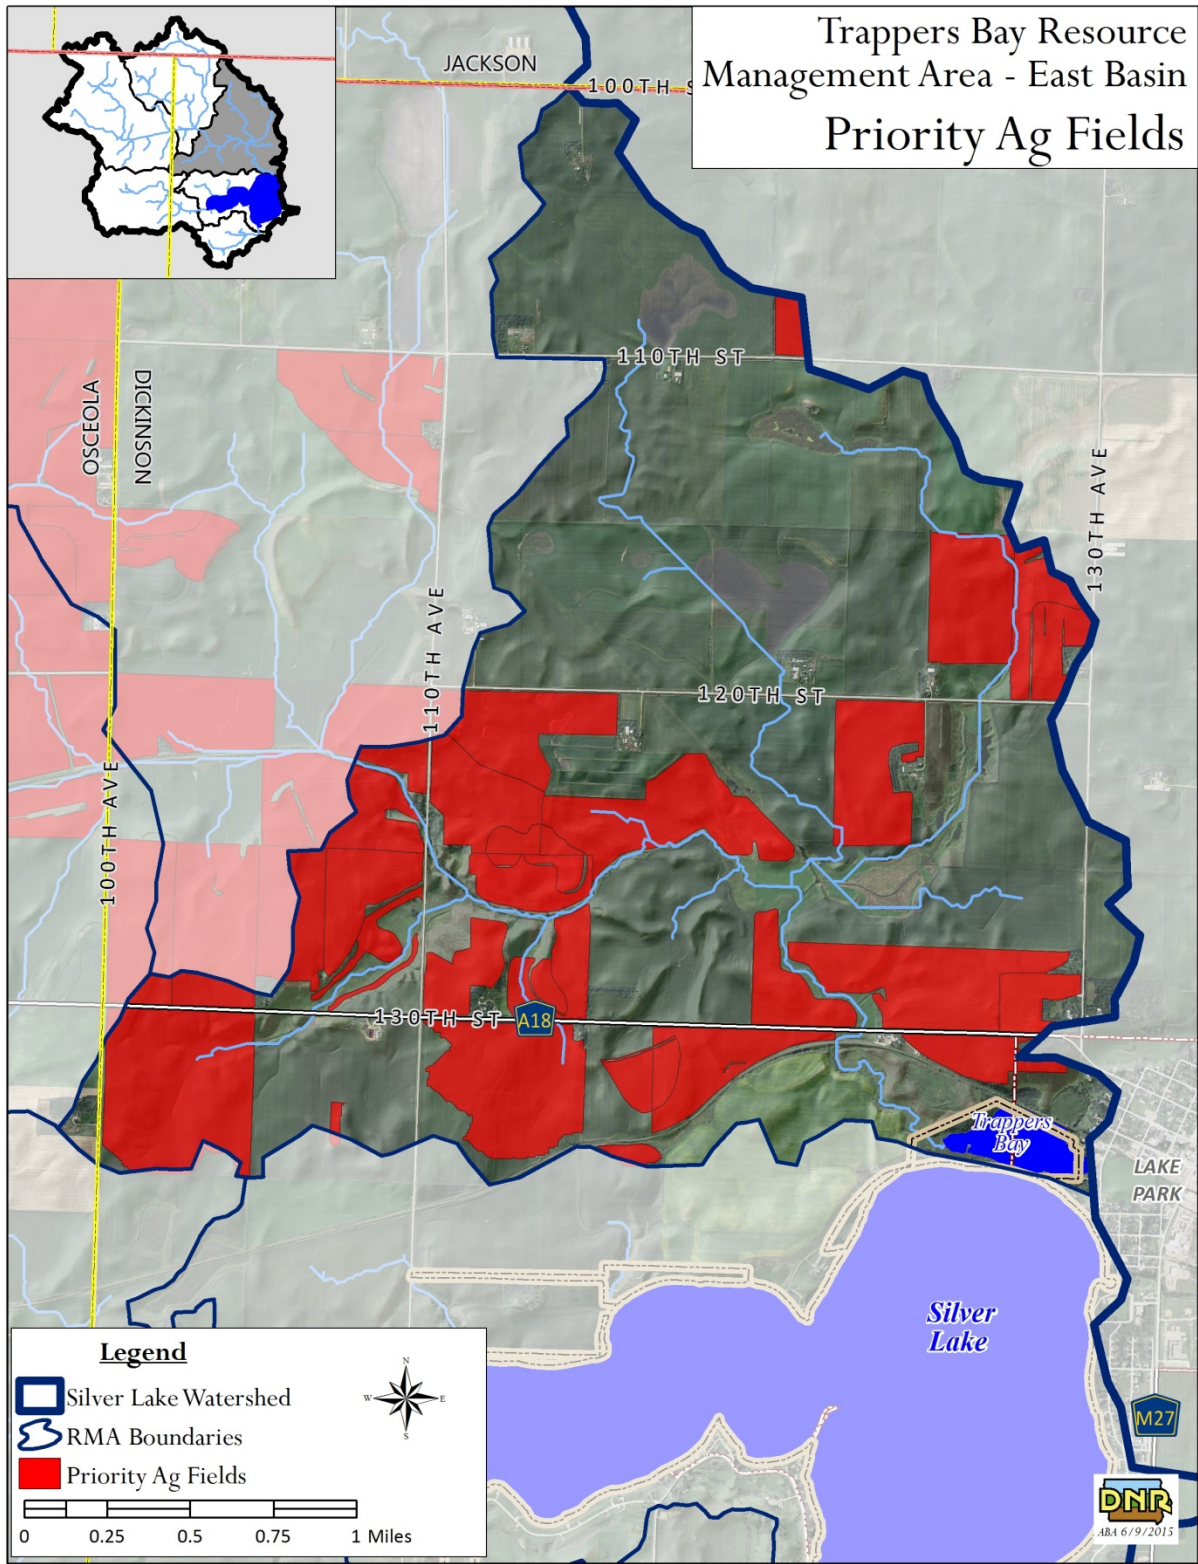 Trappers Bay Resource
Management Area - East Basin
Priority Ag Fields
JACKSON
100TH S
110TH ST
OSCEOLA
DICKINSON
130TH AVE
110TH AVE
120TH ST
100TH AVE
130TH ST
A18
Trappers
Bay
LAKE
PARK
Silver
Lake
Legend
Silver Lake Watershed
RMA Boundaries
Priority Ag Fields
N
W
E
S
0
0.25
0.5
0.75
1 Miles
M27
DNR
ABA 6/9/2015